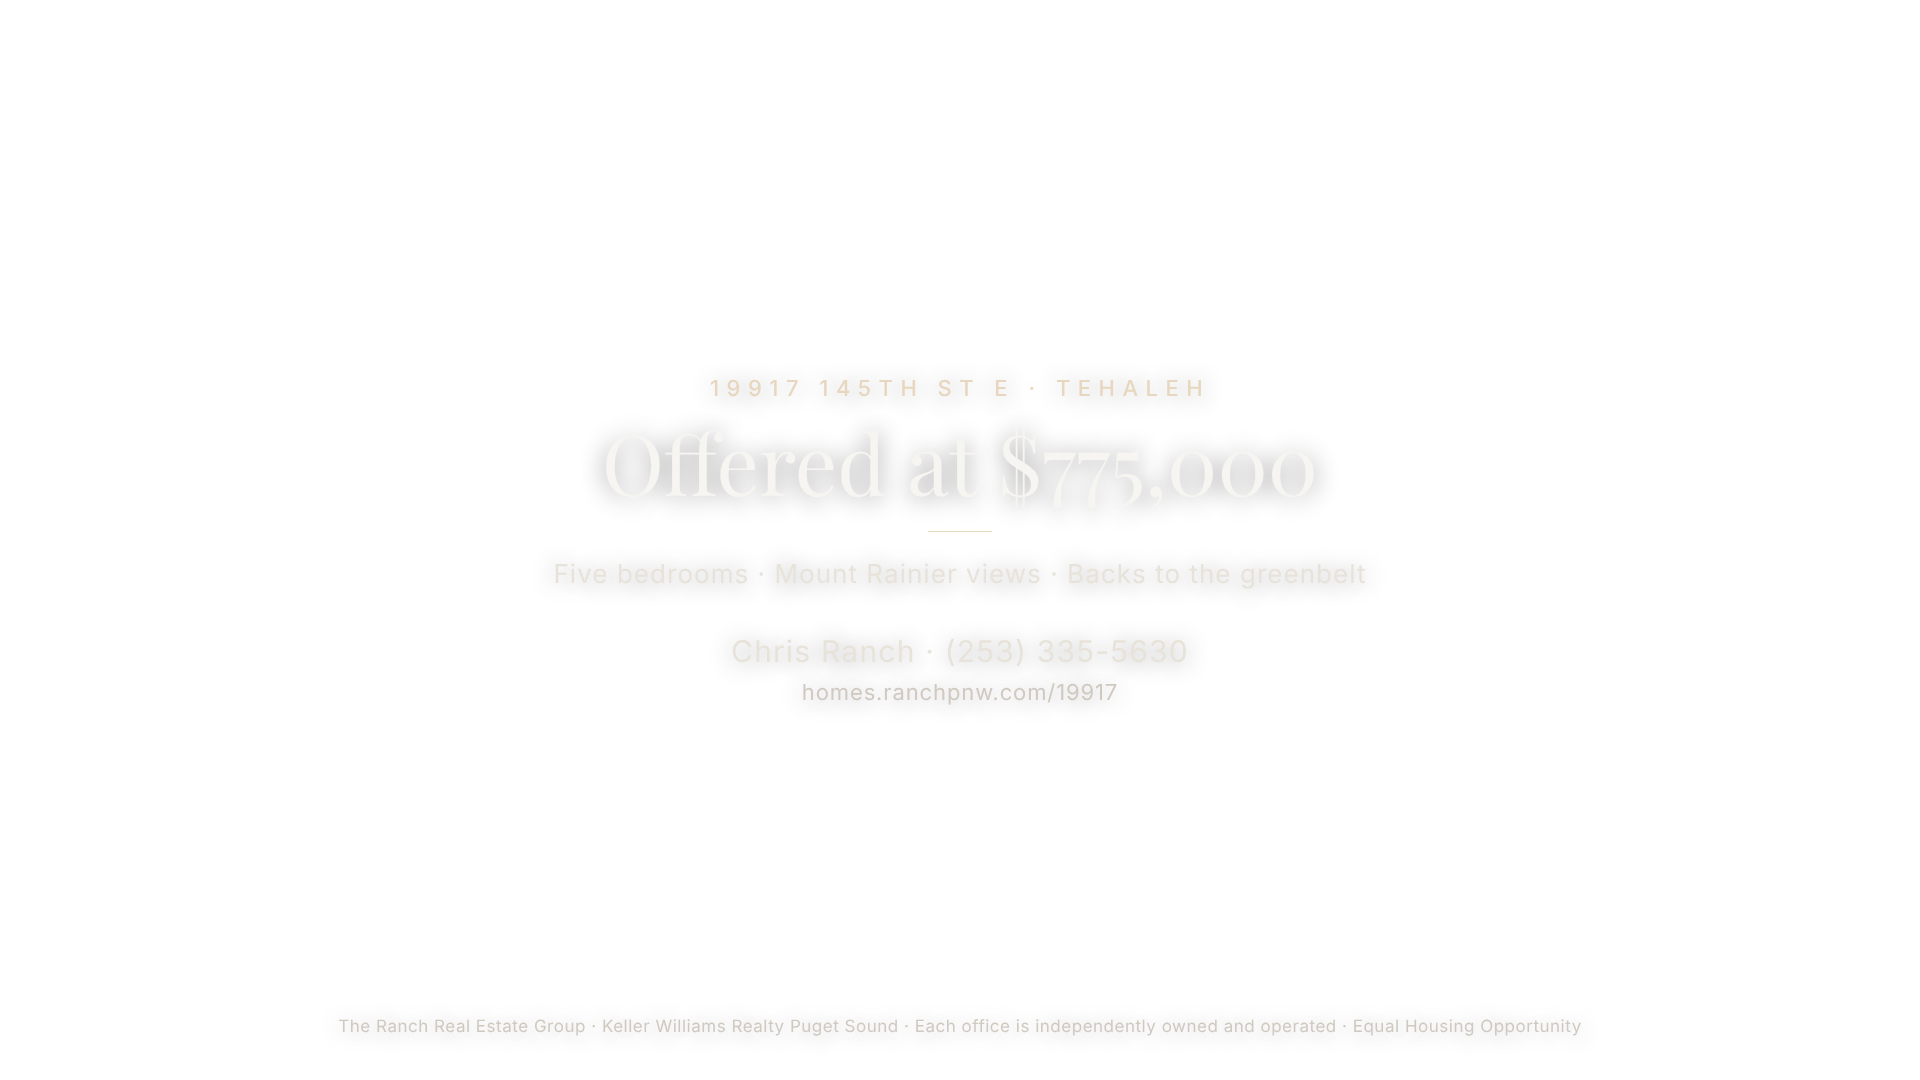 19917 145TH ST E · TEHALEH
Offered at $775,000
Five bedrooms · Mount Rainier views · Backs to the greenbelt
Chris Ranch · (253) 335-5630
homes.ranchpnw.com/19917
The Ranch Real Estate Group · Keller Williams Realty Puget Sound · Each office is independently owned and operated · Equal Housing Opportunity